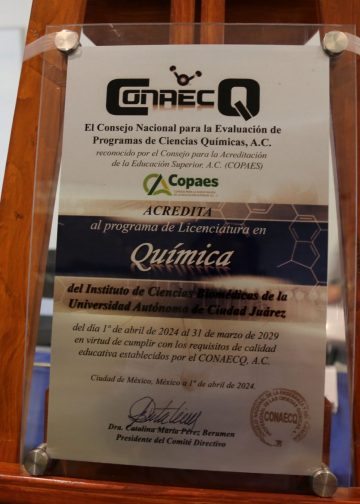 CONAECQ
El Consejo Nacional para la Evaluación de
Programas de Ciencias Químicas, A.C.
reconocido por el Consejo para la Acreditación
de la Educación Superior, A.C. (COPAES)
Copaes
ACREDITA
al programa de Licenciatura en
Química
del Instituto de Ciencias Biomédicas de la
Universidad Autónoma de Ciudad Juárez
del día 1º de abril de 2024 al 31 de marzo de 2029
en virtud de cumplir con los requisitos de calidad
educativa establecidos por el CONAECQ, A.C.
Ciudad de México, México a 1º de abril de 2024.
Dra. Catalina María Pérez Berumen
Presidente del Comité Directivo
CONAECQ